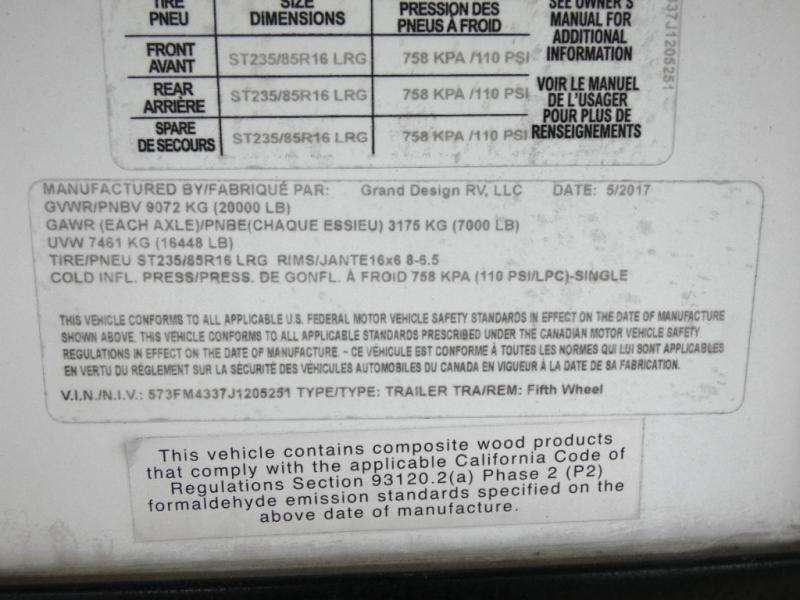 TIRE SIZE
PNEU DIMENSIONS PRESSION DES PNEUS À FROID
FRONT AVANT ST235/85R16 LRG 758 KPA /110 PSI
REAR ARRIÈRE ST235/85R16 LRG 758 KPA /110 PSI
SPARE DE SECOURS ST235/85R16 LRG 758 KPA /110 PSI
SEE OWNER'S
MANUAL FOR
ADDITIONAL
INFORMATION
VOIR LE MANUEL
DE L'USAGER
POUR PLUS DE
RENSEIGNEMENTS
337J1205251
MANUFACTURED BY/FABRIQUÉ PAR: Grand Design RV, LLC DATE: 5/2017
GVWR/PNBV 9072 KG (20000 LB)
GAWR (EACH AXLE)/PNBE(CHAQUE ESSIEU) 3175 KG (7000 LB)
UVW 7461 KG (16448 LB)
TIRE/PNEU ST235/85R16 LRG RIMS/JANTE16x6 8-6.5
COLD INFL. PRESS/PRESS. DE GONFL. À FROID 758 KPA (110 PSI/LPC)-SINGLE
THIS VEHICLE CONFORMS TO ALL APPLICABLE U.S. FEDERAL MOTOR VEHICLE SAFETY STANDARDS IN EFFECT ON THE DATE OF MANUFACTURE
SHOWN ABOVE. THIS VEHICLE CONFORMS TO ALL APPLICABLE STANDARDS PRESCRIBED UNDER THE CANADIAN MOTOR VEHICLE SAFETY
REGULATIONS IN EFFECT ON THE DATE OF MANUFACTURE. ~ CE VÉHICULE EST CONFORME À TOUTES LES NORMES QUI LUI SONT APPLICABLES
EN VERTU DU RÈGLEMENT SUR LA SÉCURITÉ DES VÉHICULES AUTOMOBILES DU CANADA EN VIGUEUR À LA DATE DE SA FABRICATION.
V.I.N./N.I.V.: 573FM4337J1205251 TYPE/TYPE: TRAILER TRA/REM: Fifth Wheel
This vehicle contains composite wood products
that comply with the applicable California Code of
Regulations Section 93120.2(a) Phase 2 (P2)
formaldehyde emission standards specified on the
above date of manufacture.